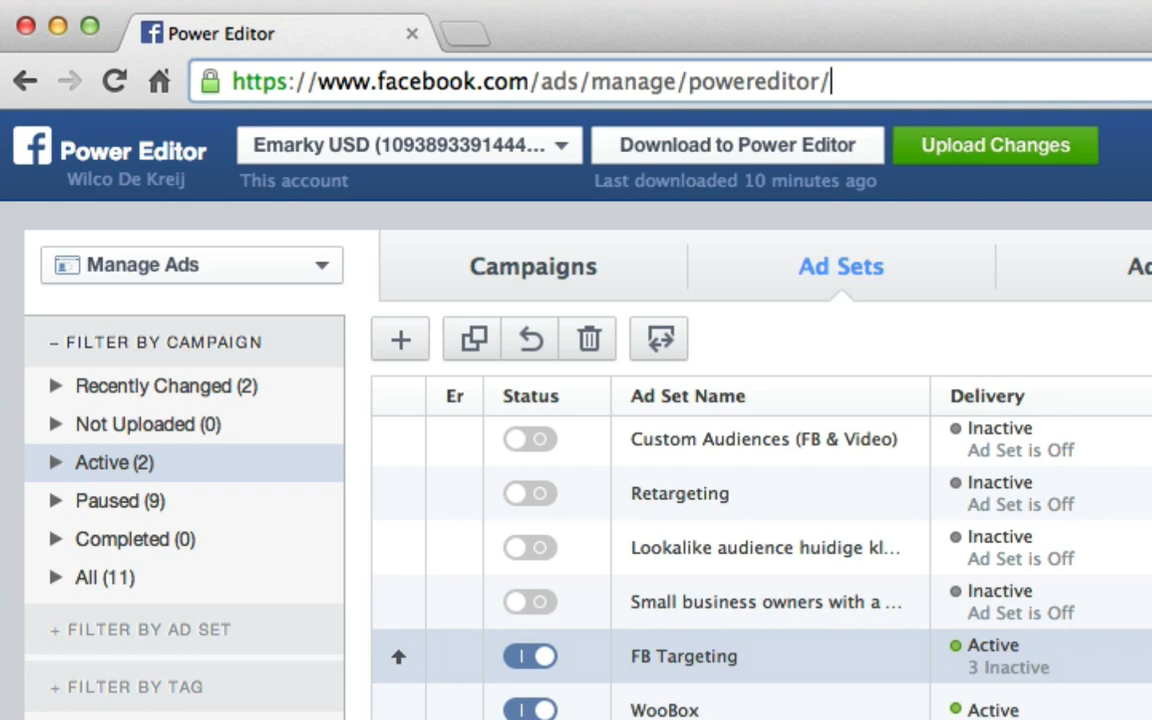 Power Editor
https://www.facebook.com/ads/manage/powereditor/
Power Editor
Wilco De Kreij
Emarky USD (1093893391444...
This account
Download to Power Editor
Last downloaded 10 minutes ago
Upload Changes
Manage Ads
Campaigns
Ad Sets
– FILTER BY CAMPAIGN
Recently Changed (2)
Not Uploaded (0)
Active (2)
Paused (9)
Completed (0)
All (11)
+ FILTER BY AD SET
+ FILTER BY TAG
Er Status Ad Set Name Delivery
Custom Audiences (FB & Video) Inactive
Ad Set is Off
Retargeting Inactive
Ad Set is Off
Lookalike audience huidige kl... Inactive
Ad Set is Off
Small business owners with a ... Inactive
Ad Set is Off
FB Targeting Active
3 Inactive
WooBox Active